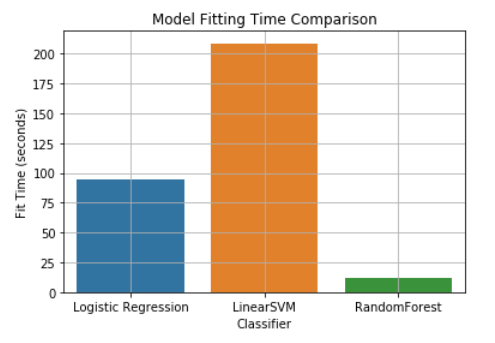 Model Fitting Time Comparison
200
175
150
125
100
75
50
25
0
Fit Time (seconds)
Logistic Regression LinearSVM RandomForest
Classifier